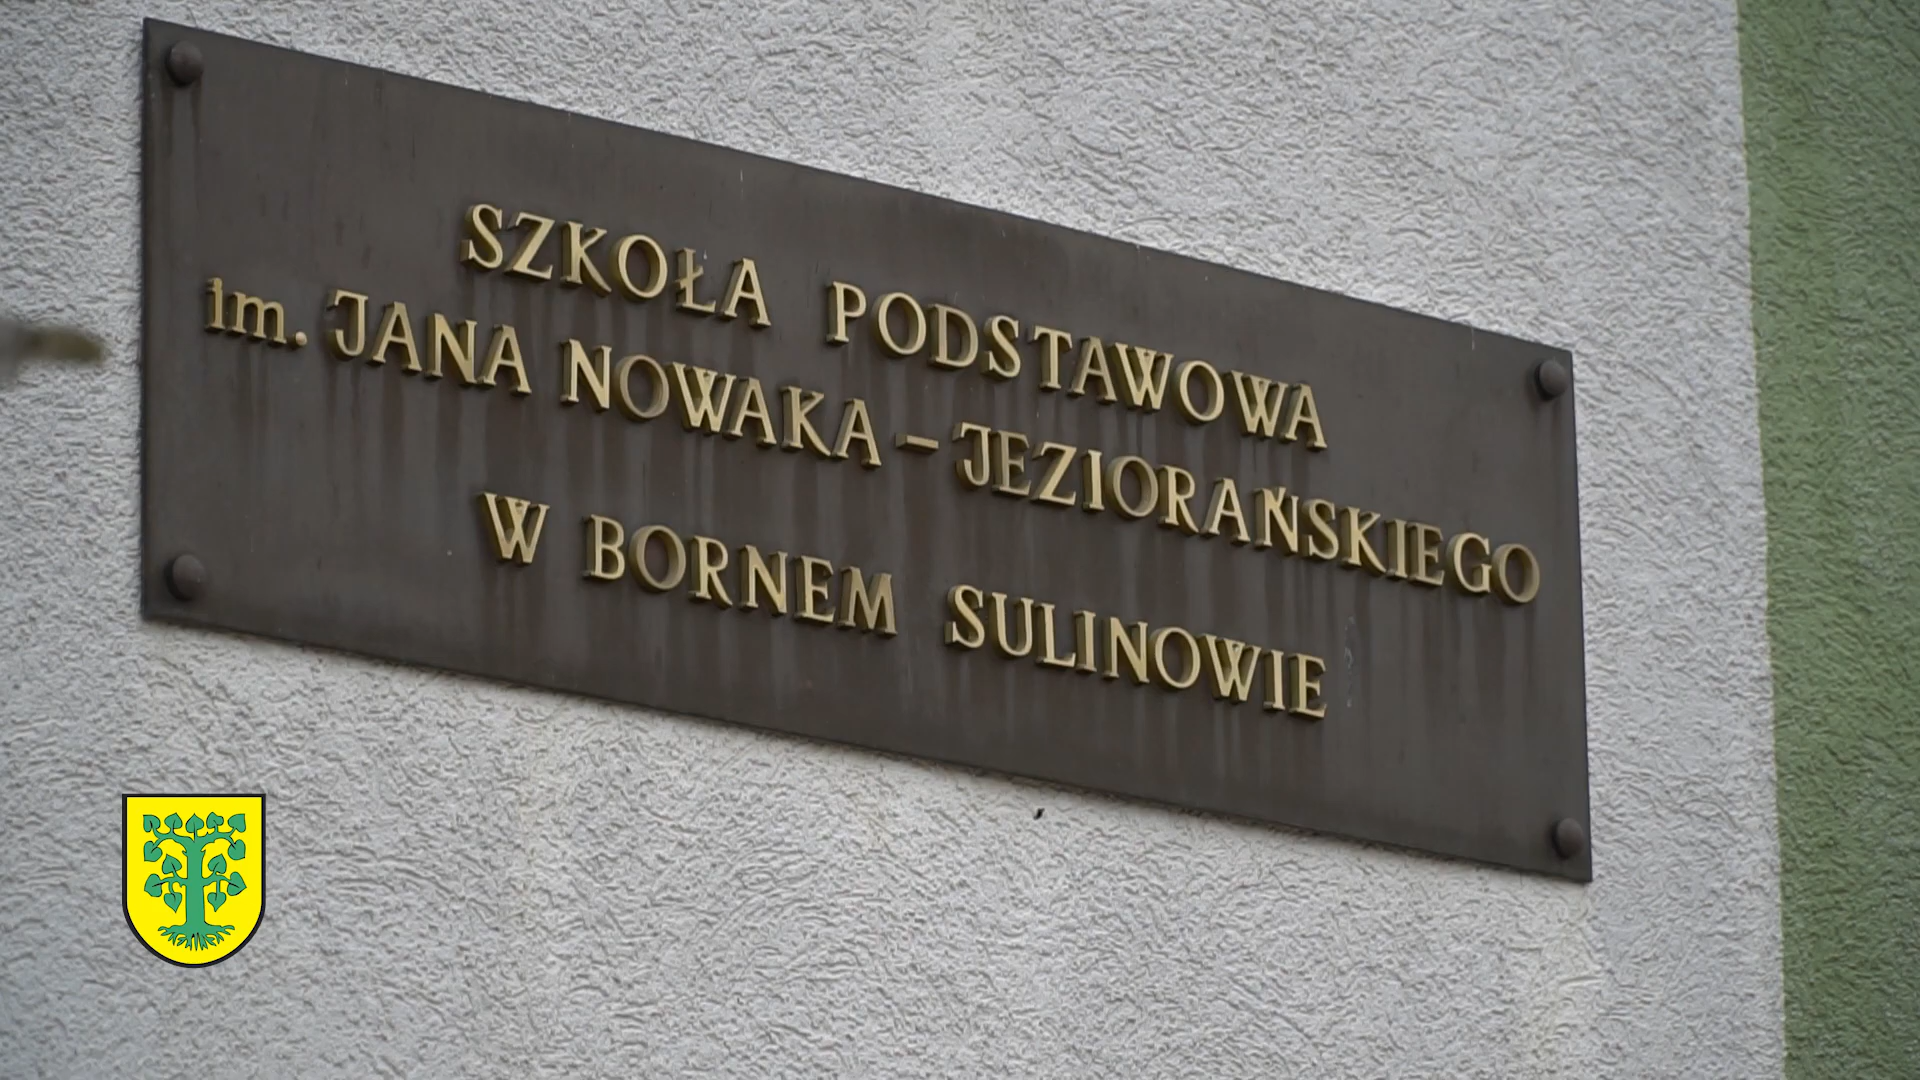 SZKOŁA PODSTAWOWA
im. JANA NOWAKA – JEZIORAŃSKIEGO
W BORNEM SULINOWIE